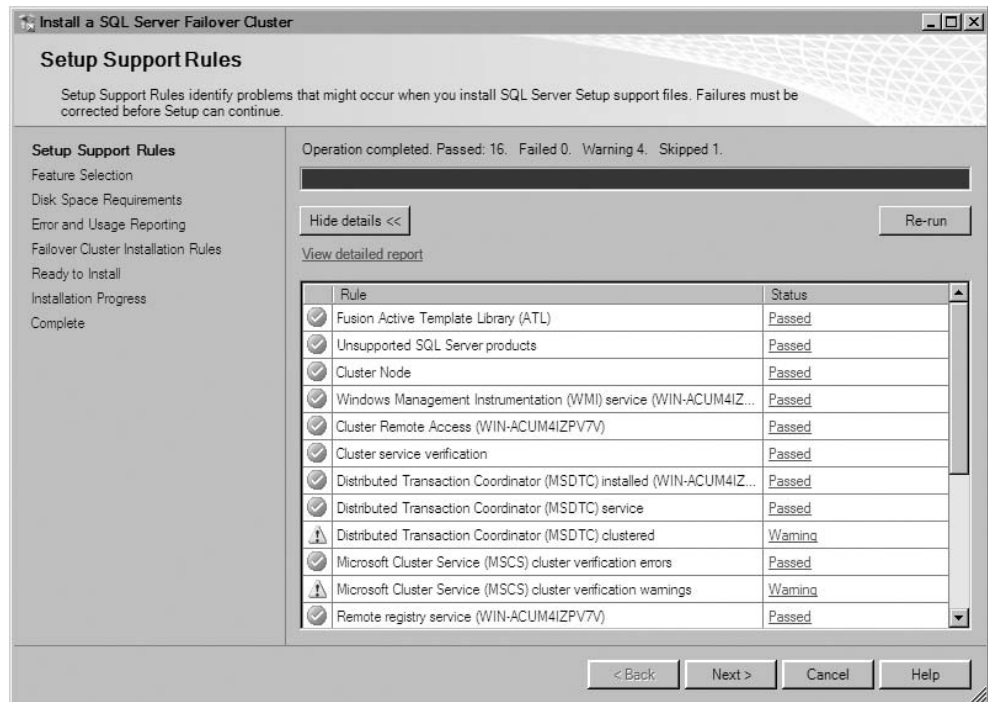 Install a SQL Server Failover Cluster
Setup Support Rules
Setup Support Rules identify problems that might occur when you install SQL Server Setup support files. Failures must be
corrected before Setup can continue.
Setup Support Rules
Feature Selection
Disk Space Requirements
Error and Usage Reporting
Failover Cluster Installation Rules
Ready to Install
Installation Progress
Complete
Operation completed. Passed: 16. Failed 0. Warning 4. Skipped 1.
Hide details <<
Re-run
View detailed report
Rule Status
Fusion Active Template Library (ATL) Passed
Unsupported SQL Server products Passed
Cluster Node Passed
Windows Management Instrumentation (WMI) service (WIN-ACUM4IZ... Passed
Cluster Remote Access (WIN-ACUM4IZPV7V) Passed
Cluster service verification Passed
Distributed Transaction Coordinator (MSDTC) installed (WIN-ACUM4IZ... Passed
Distributed Transaction Coordinator (MSDTC) service Passed
Distributed Transaction Coordinator (MSDTC) clustered Warning
Microsoft Cluster Service (MSCS) cluster verification errors Passed
Microsoft Cluster Service (MSCS) cluster verification warnings Warning
Remote registry service (WIN-ACUM4IZPV7V) Passed
< Back Next > Cancel Help